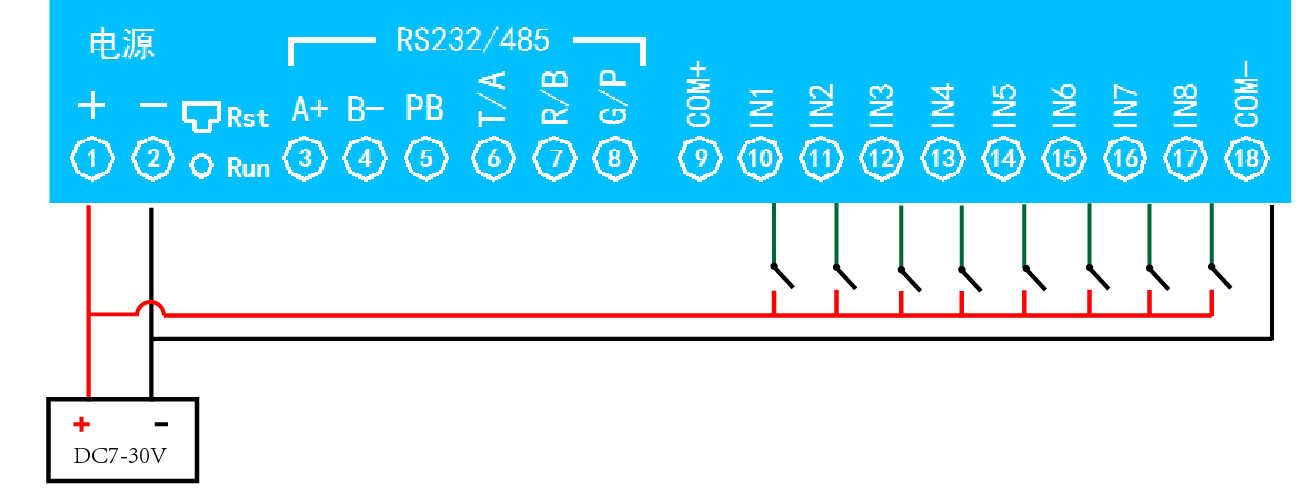 电源
RS232/485
+ − Rst A+ B− PB T/A R/B G/P COM+ IN1 IN2 IN3 IN4 IN5 IN6 IN7 IN8 COM−
1 2 Run 3 4 5 6 7 8 9 10 11 12 13 14 15 16 17 18
+ -
DC7-30V